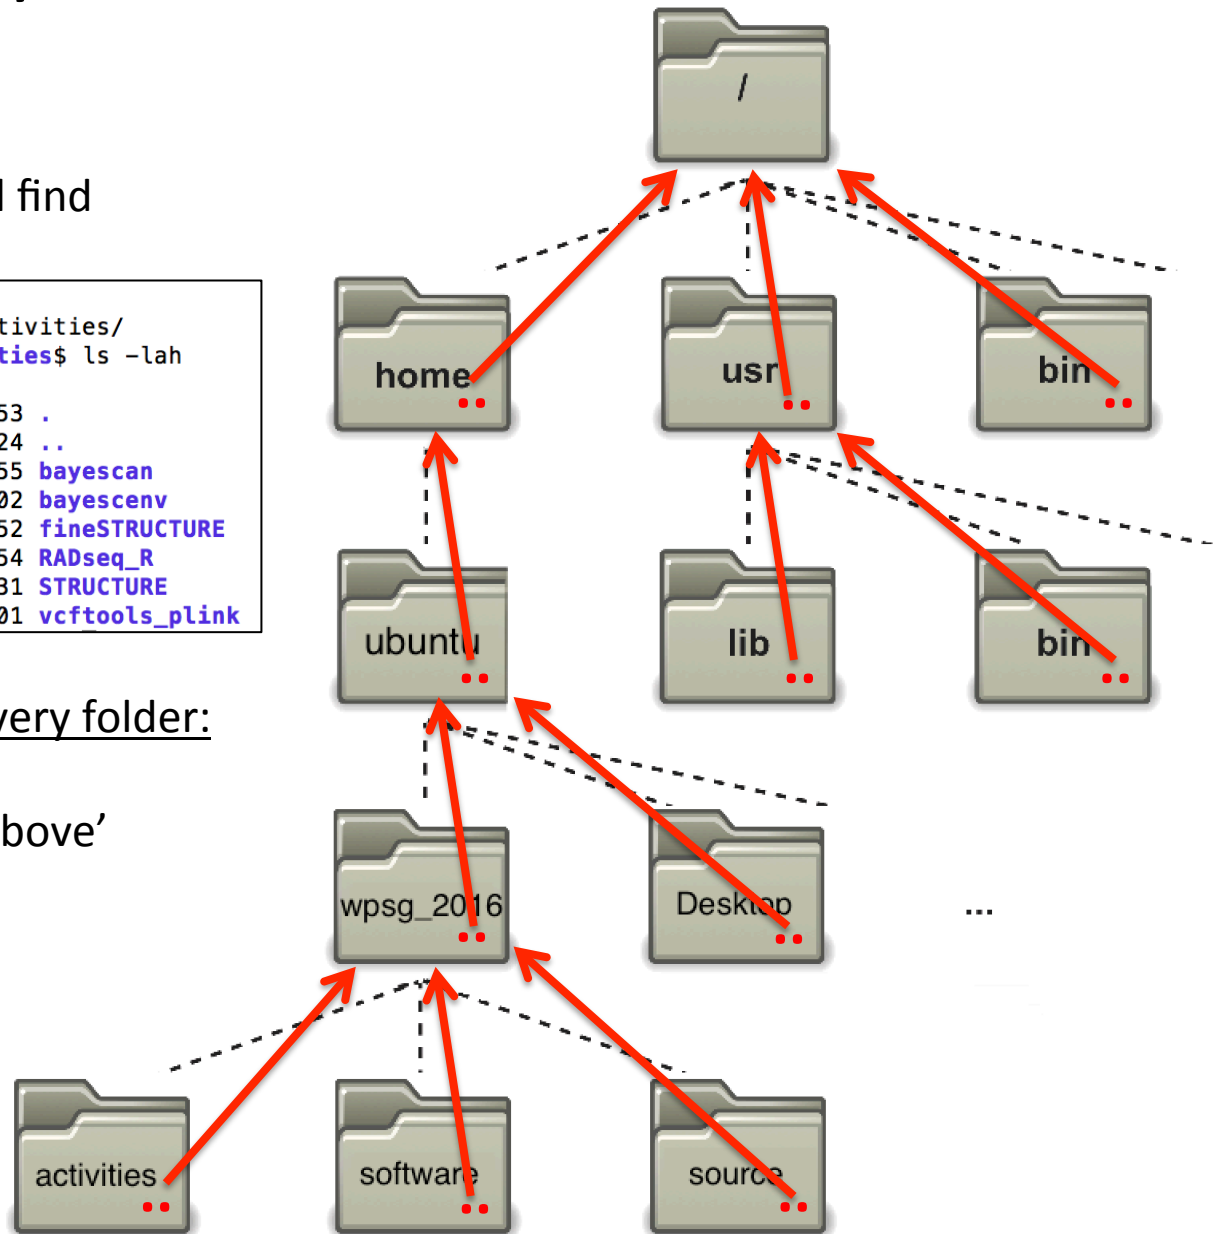 /
l find
tivities/
ties$ ls -lah
53 .
24 ..
55 bayescan
02 bayescenv
52 fineSTRUCTURE
54 RADseq_R
31 STRUCTURE
01 vcftools_plink
home ..
usr ..
bin ..
ubuntu ..
lib ..
bin ..
very folder:
bove’
wpsg_2016 ..
Desktop ..
...
activities ..
software ..
source ..